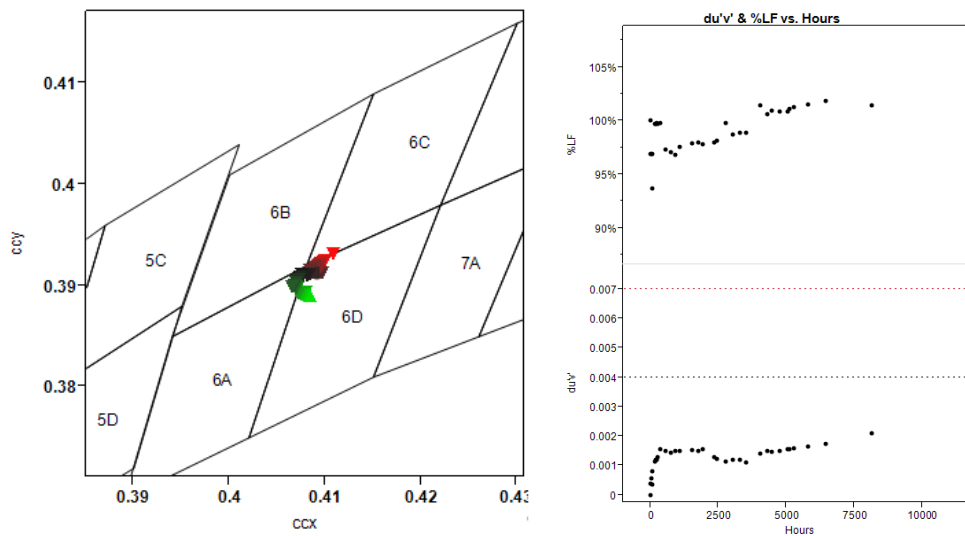 0.41
0.4
0.39
0.38
ccy
5C
5D
6B
6A
6C
6D
7A
0.39 0.4 0.41 0.42 0.43
ccx
du'v' & %LF vs. Hours
105%
100%
95%
90%
%LF
0.007
0.006
0.005
0.004
0.003
0.002
0.001
0
du'v'
0 2500 5000 7500 10000
Hours